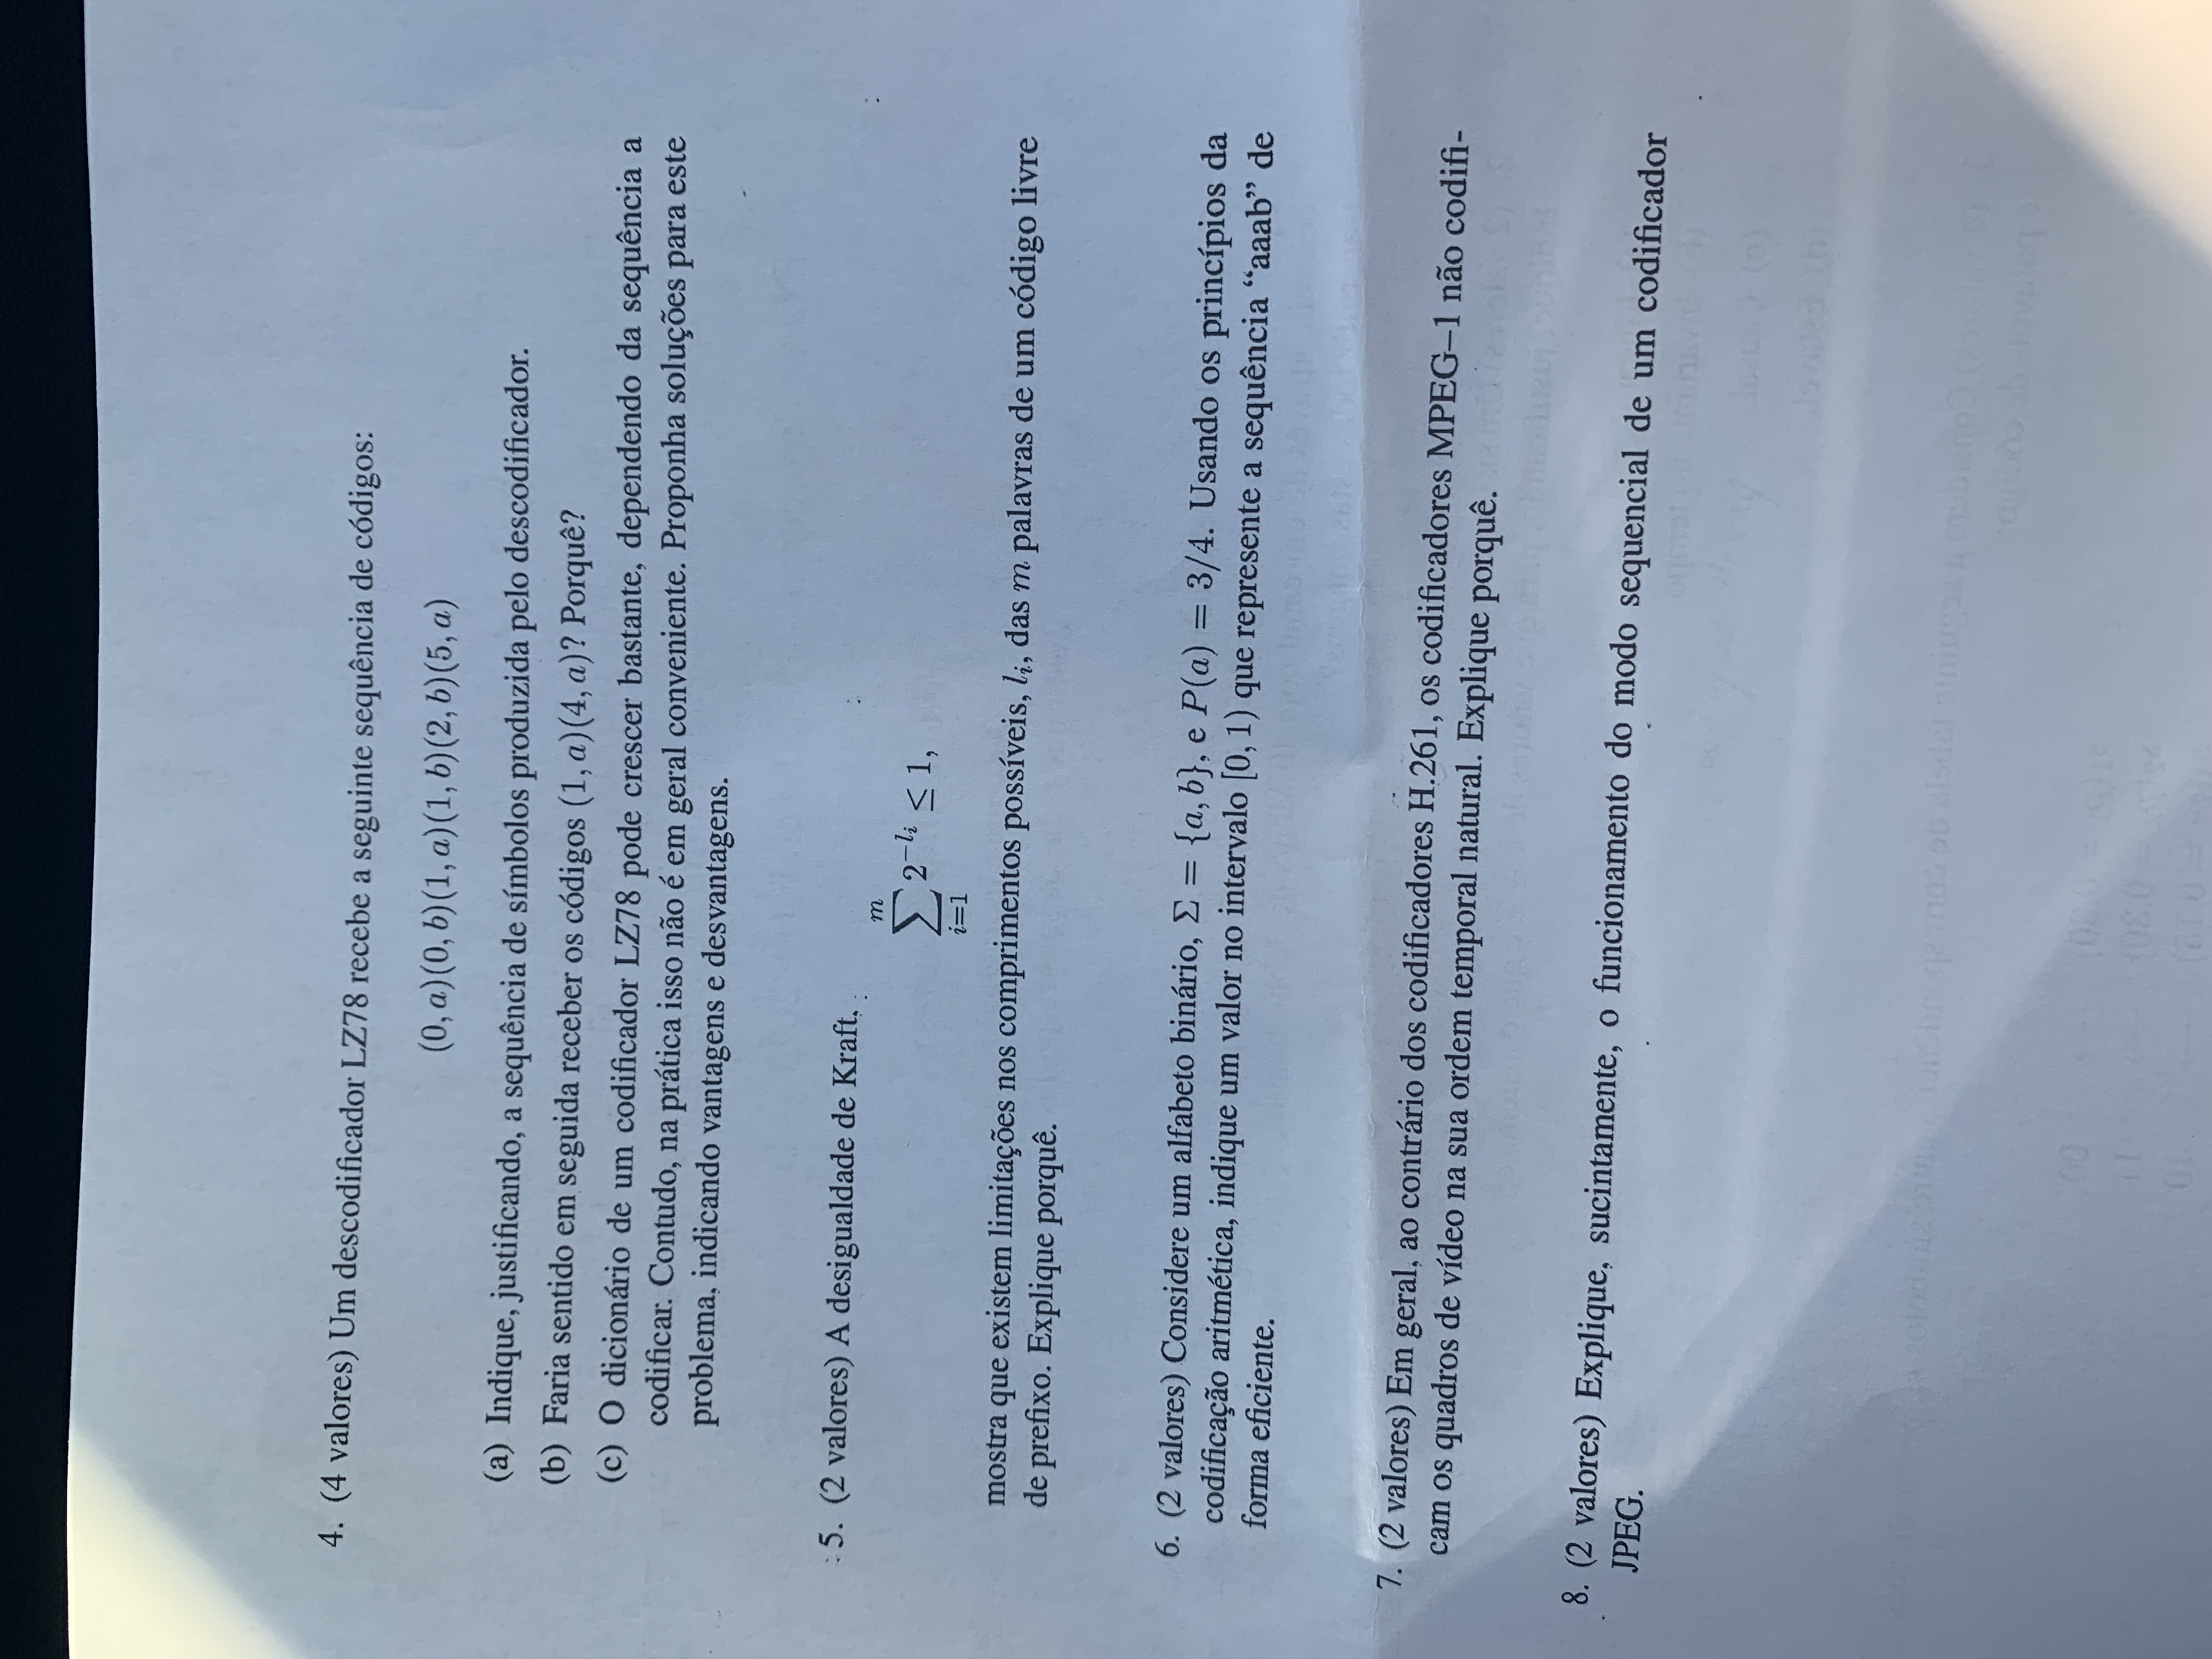 4. (4 valores) Um descodificador LZ78 recebe a seguinte sequência de códigos:
(0, a)(0, b)(1, a)(1, b)(2, b)(5, a)
(a) Indique, justificando, a sequência de símbolos produzida pelo descodificador.
(b) Faria sentido em seguida receber os códigos (1, a)(4, a)? Porquê?
(c) O dicionário de um codificador LZ78 pode crescer bastante, dependendo da sequência a
codificar. Contudo, na prática isso não é em geral conveniente. Proponha soluções para este
problema, indicando vantagens e desvantagens.
5. (2 valores) A desigualdade de Kraft,
\sum_{i=1}^{m} 2^{-l_i} ≤ 1,
mostra que existem limitações nos comprimentos possíveis, l_i, das m palavras de um código livre
de prefixo. Explique porquê.
6. (2 valores) Considere um alfabeto binário, Σ = {a, b}, e P(a) = 3/4. Usando os princípios da
codificação aritmética, indique um valor no intervalo [0, 1) que represente a sequência “aaab” de
forma eficiente.
7. (2 valores) Em geral, ao contrário dos codificadores H.261, os codificadores MPEG–1 não codifi-
cam os quadros de vídeo na sua ordem temporal natural. Explique porquê.
8. (2 valores) Explique, sucintamente, o funcionamento do modo sequencial de um codificador
JPEG.